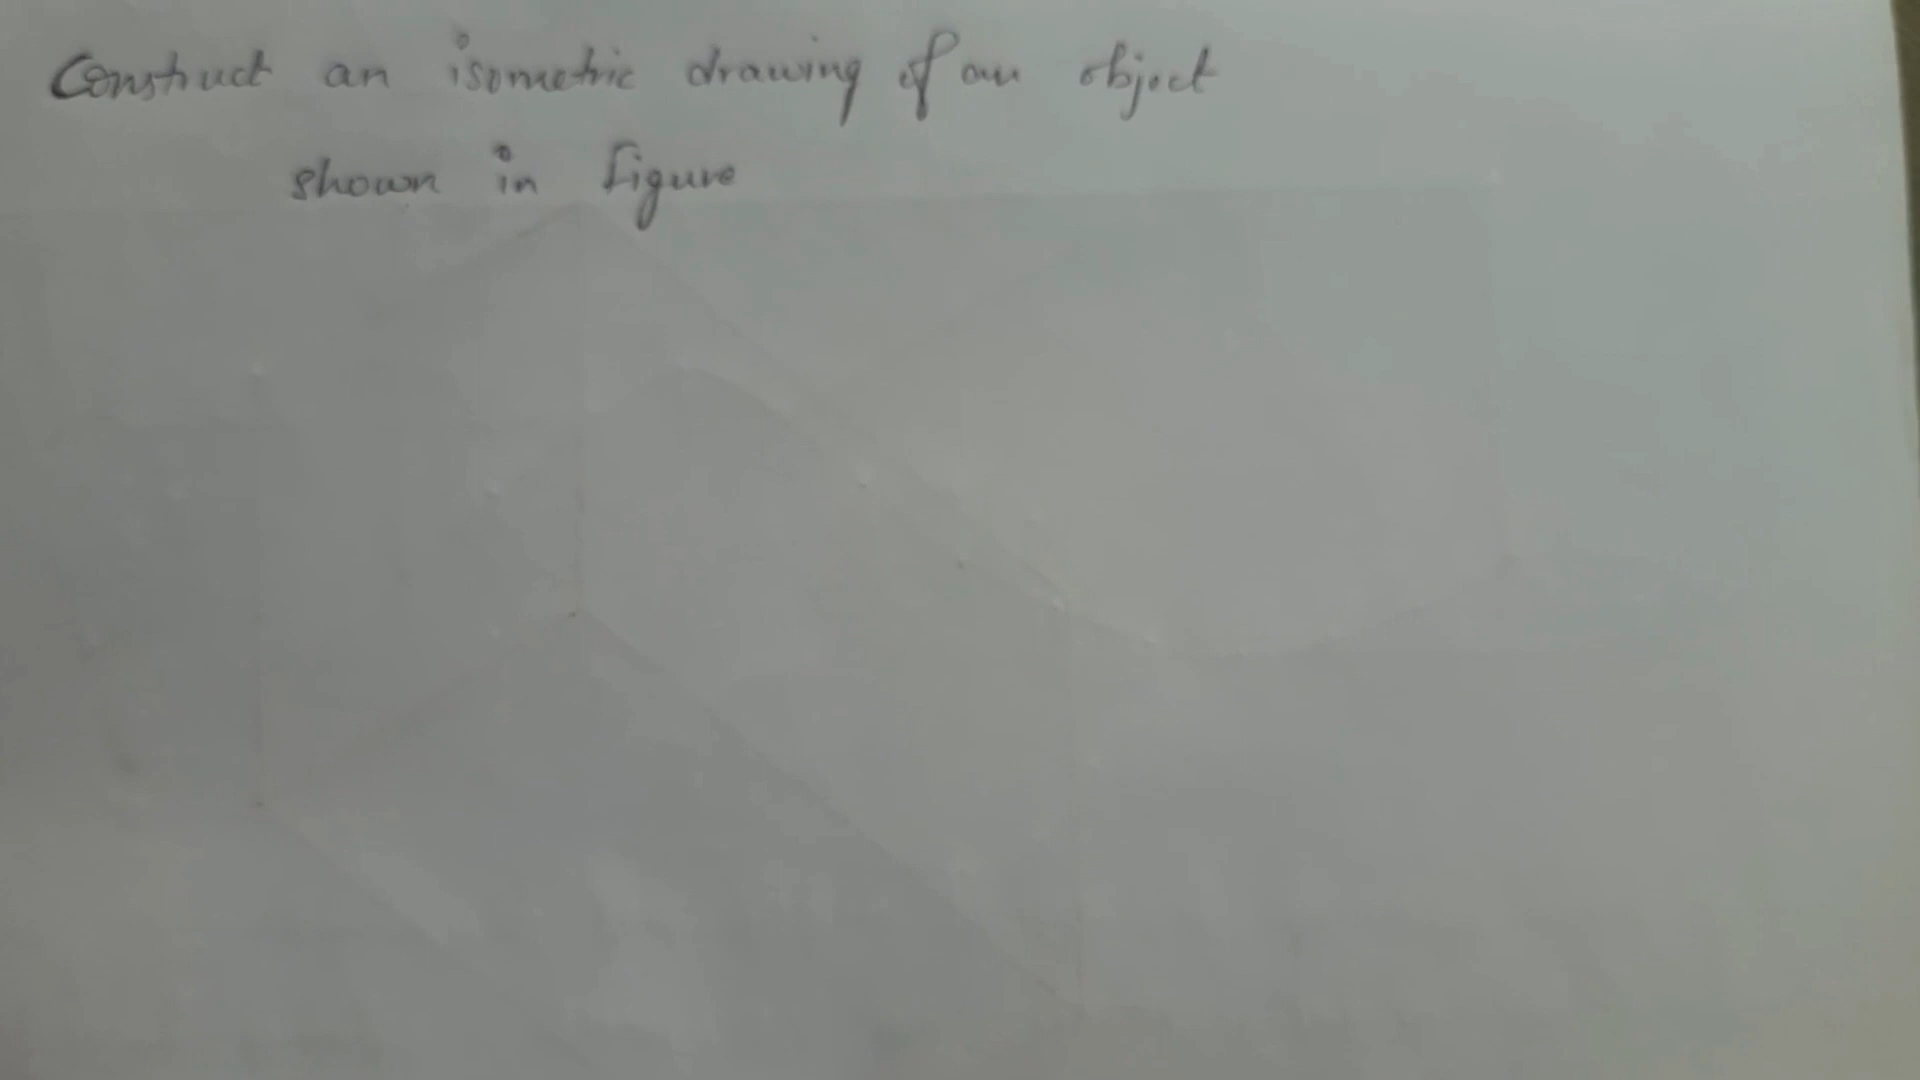 Construct an isometric drawing of an object
shown in figure